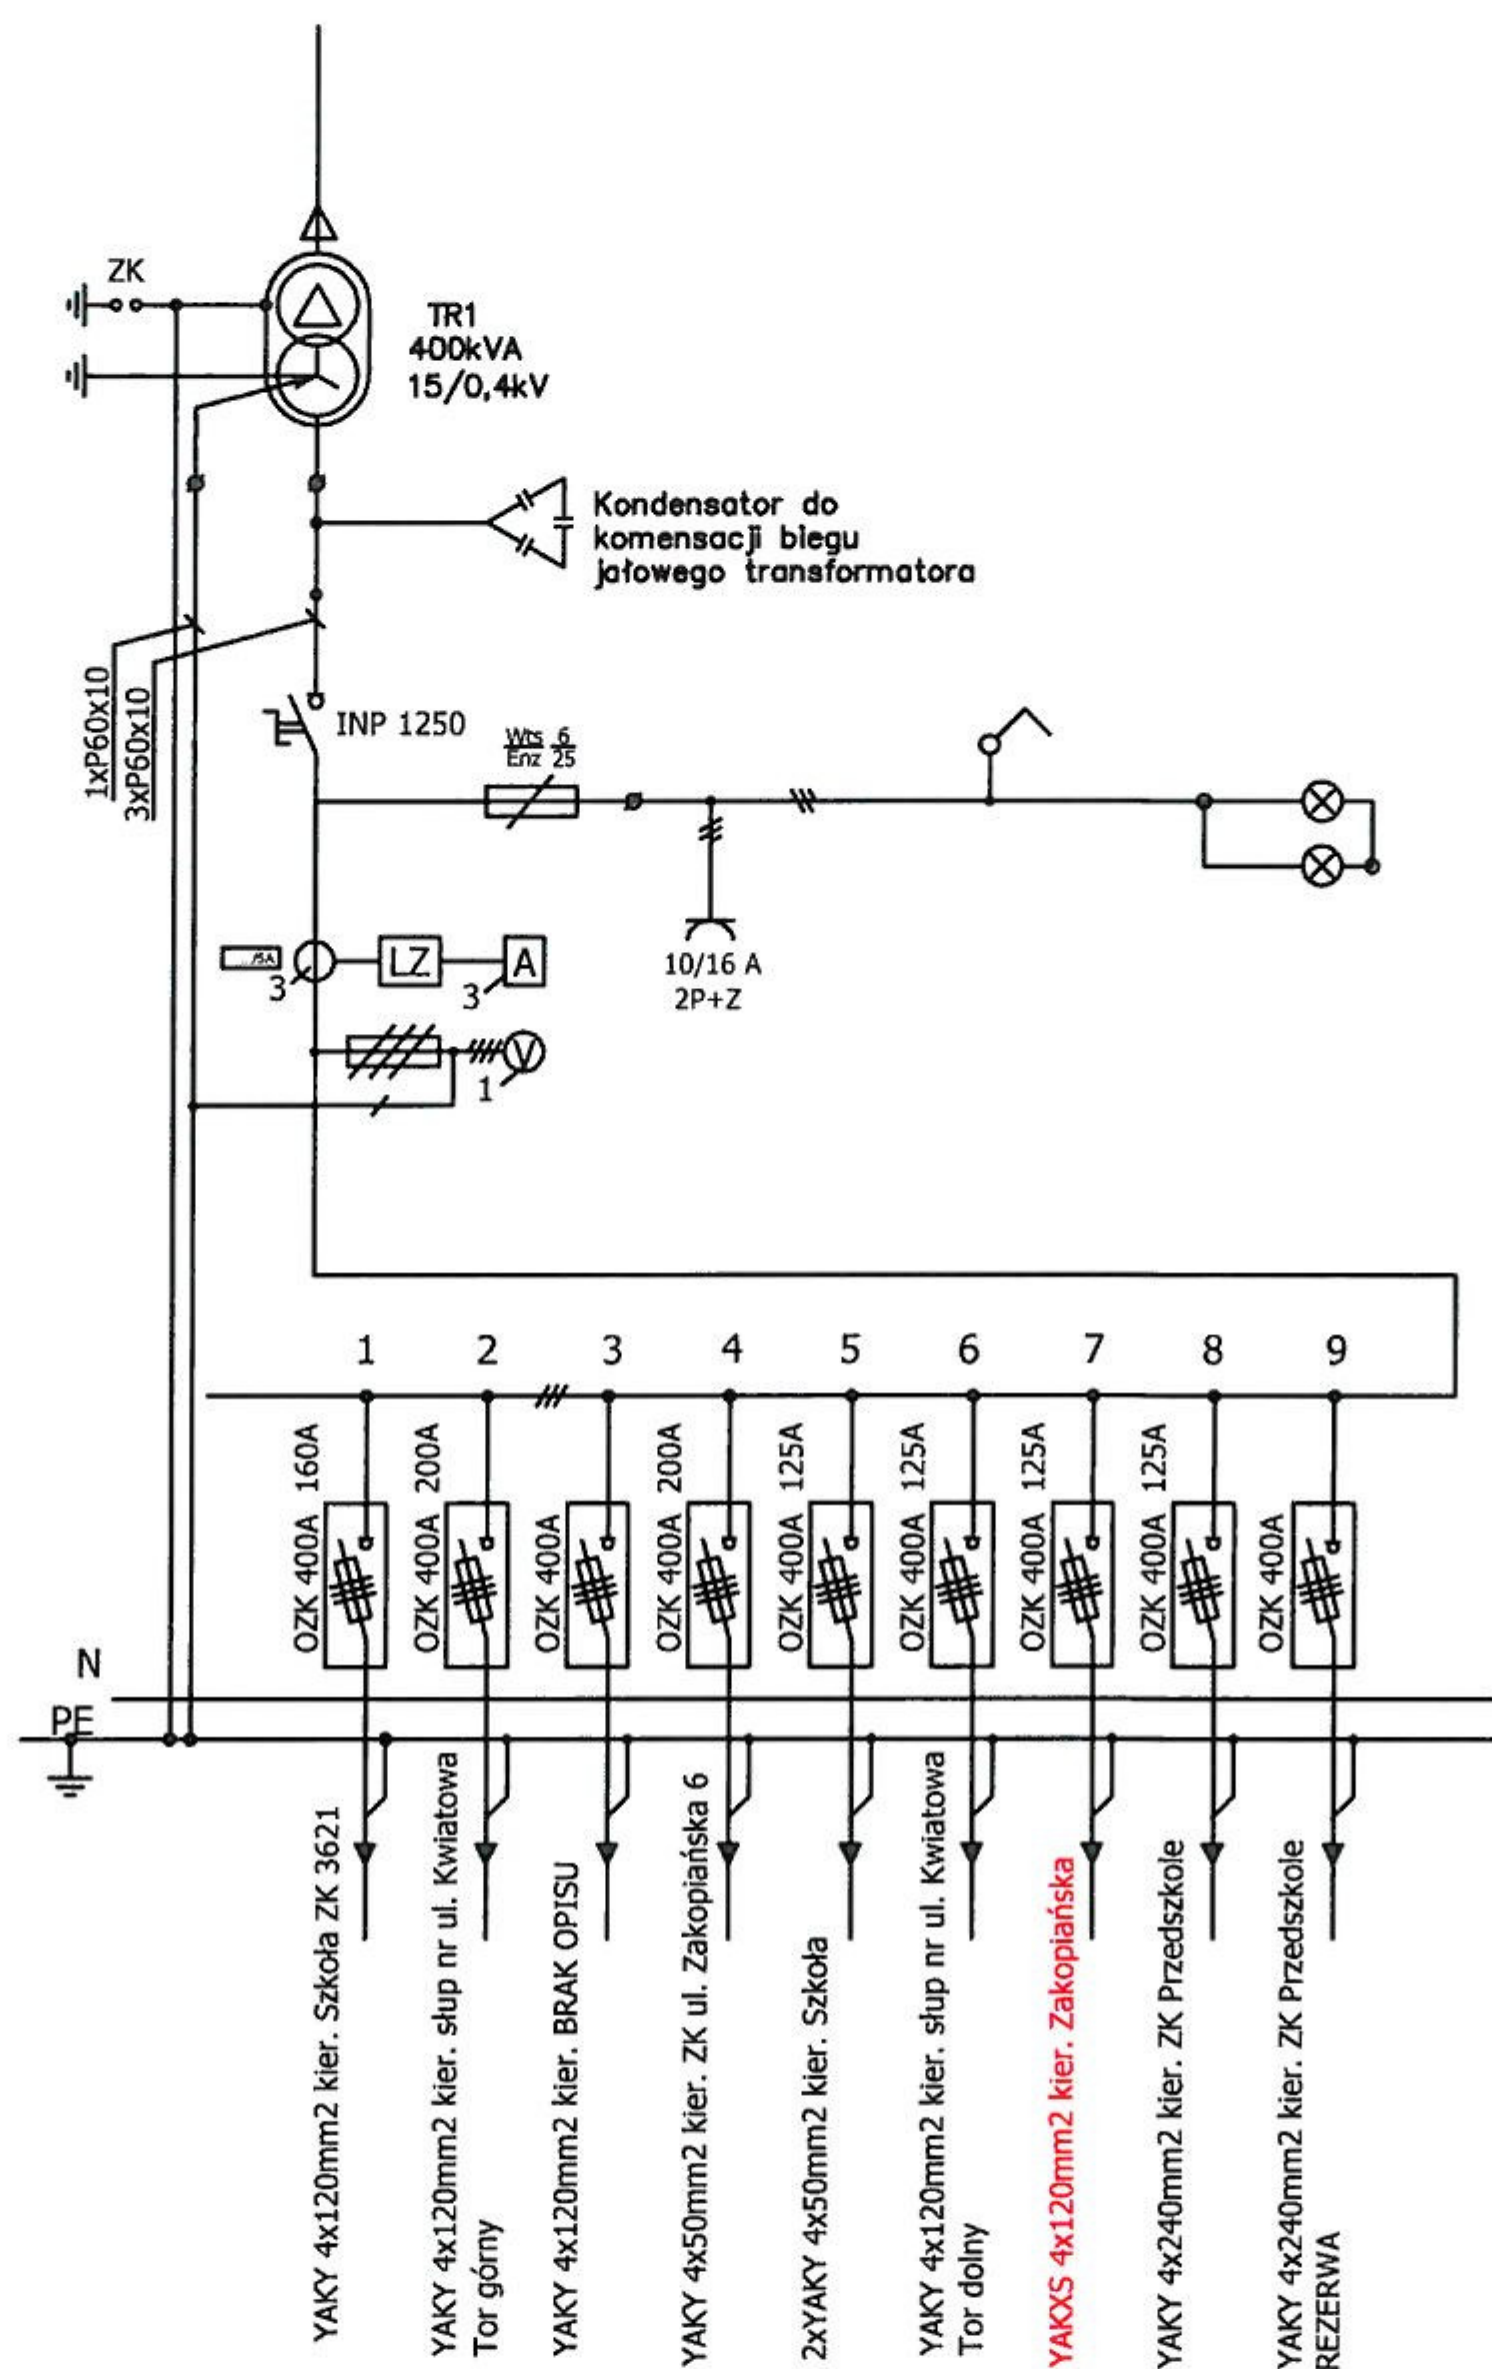 ZK
TR1
400kVA
15/0,4kV
Kondensator do
komensacji biegu
jałowego transformatora
1xP60x10
3xP60x10
INP 1250
Wts 6
Enz 25
10/16 A
2P+Z
/5A
3
LZ
A
3
V
1
1 2 3 4 5 6 7 8 9
OZK 400A 160A
OZK 400A 200A
OZK 400A
OZK 400A 200A
OZK 400A 125A
OZK 400A 125A
OZK 400A 125A
OZK 400A 125A
OZK 400A
N
PE
YAKY 4x120mm2 kier. Szkoła ZK 3621
YAKY 4x120mm2 kier. słup nr ul. Kwiatowa
Tor górny
YAKY 4x120mm2 kier. BRAK OPISU
YAKY 4x50mm2 kier. ZK ul. Zakopiańska 6
2xYAKY 4x50mm2 kier. Szkoła
YAKY 4x120mm2 kier. słup nr ul. Kwiatowa
Tor dolny
YAKXS 4x120mm2 kier. Zakopiańska
YAKY 4x240mm2 kier. ZK Przedszkole
YAKY 4x240mm2 kier. ZK Przedszkole
REZERWA